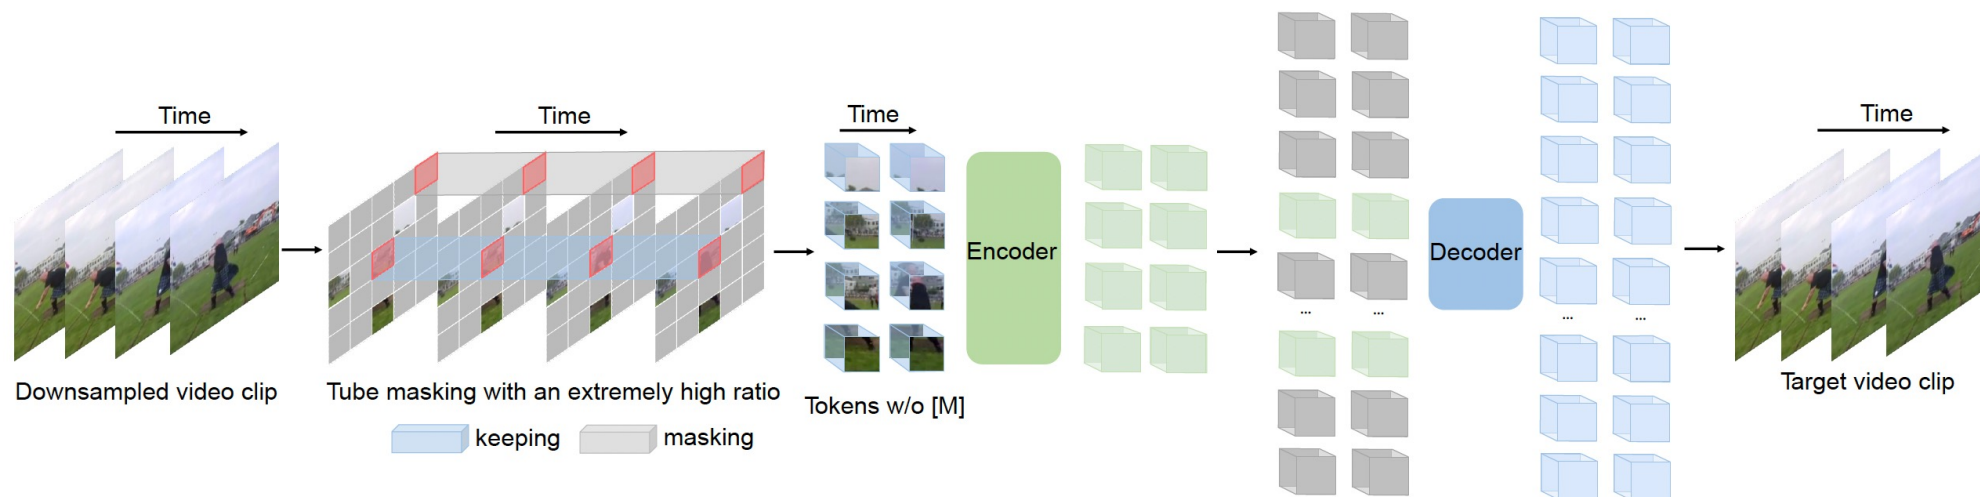 Time
Time
Time
Time
Encoder
Decoder
...
...
...
...
Downsampled video clip
Tube masking with an extremely high ratio
Tokens w/o [M]
Target video clip
keeping
masking